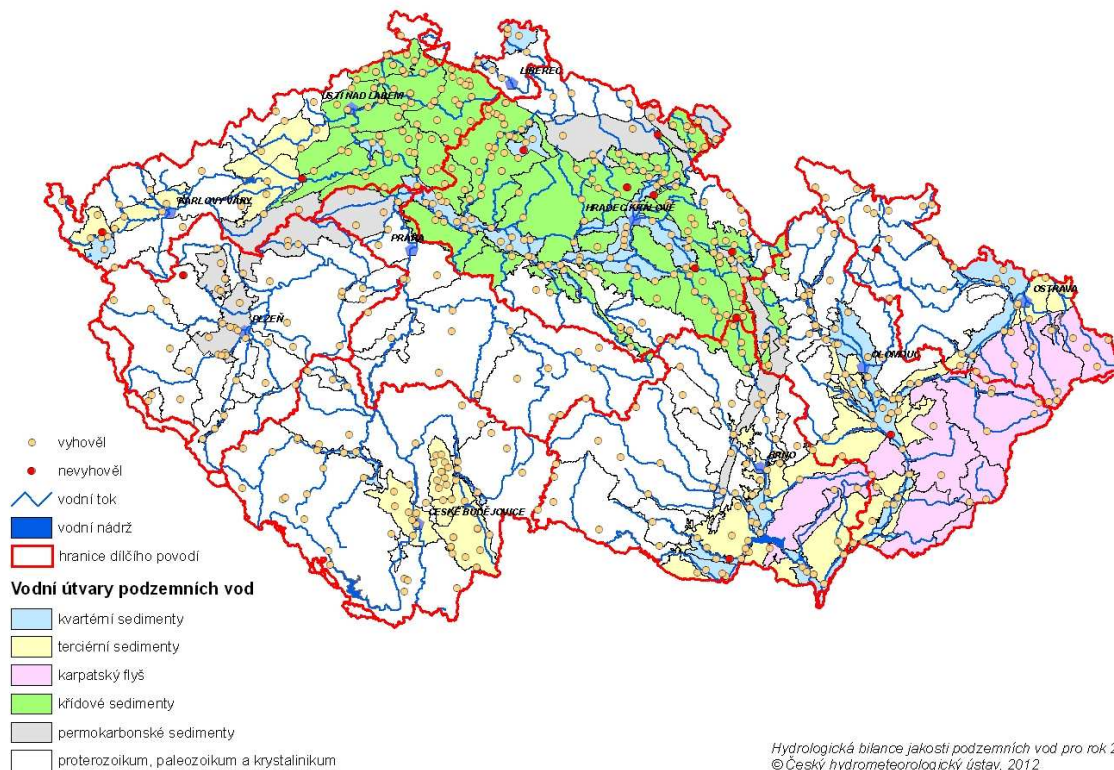 LIBEREC
ÚSTÍ NAD LABEM
KARLOVY VARY
HRADEC KRÁLOVÉ
PRAHA
OSTRAVA
PLZEŇ
OLOMOUC
BRNO
ČESKÉ BUDĚJOVICE
vyhověl
nevyhověl
vodní tok
vodní nádrž
hranice dílčího povodí
Vodní útvary podzemních vod
kvartérní sedimenty
terciérní sedimenty
karpatský flyš
křídové sedimenty
permokarbonské sedimenty
proterozoikum, paleozoikum a krystalinikum
Hydrologická bilance jakosti podzemních vod pro rok 2
© Český hydrometeorologický ústav, 2012